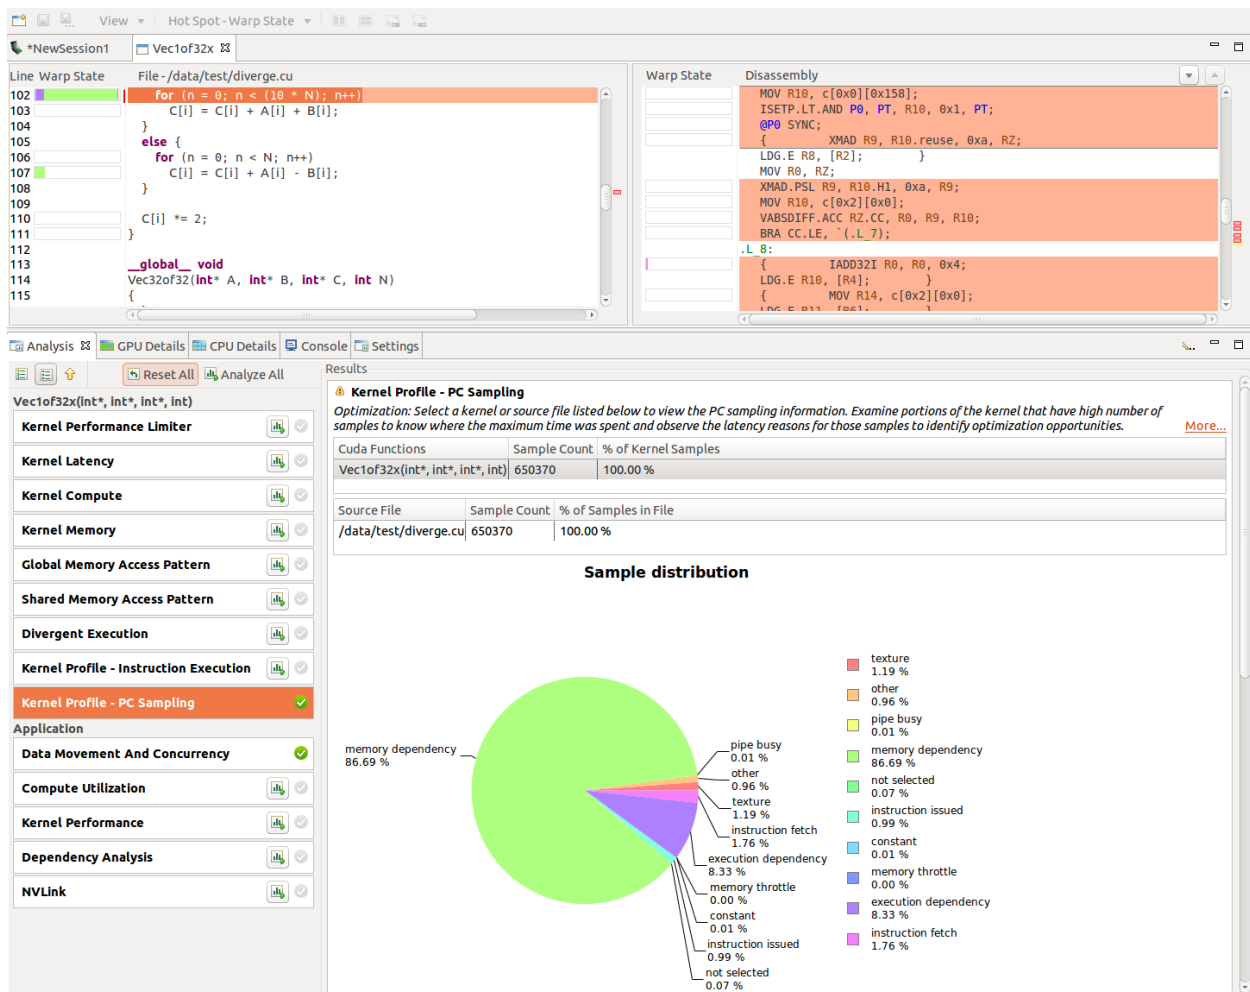 View Hot Spot - Warp State
*NewSession1 Vec1of32x
Line Warp State File - /data/test/diverge.cu
102 for (n = 0; n < (10 * N); n++)
103 C[i] = C[i] + A[i] + B[i];
104 }
105 else {
106 for (n = 0; n < N; n++)
107 C[i] = C[i] + A[i] - B[i];
108 }
109
110 C[i] *= 2;
111 }
112
113 __global__ void
114 Vec32of32(int* A, int* B, int* C, int N)
115 {
Warp State Disassembly
MOV R10, c[0x0][0x158];
ISETP.LT.AND P0, PT, R10, 0x1, PT;
@P0 SYNC;
{ XMAD R9, R10.reuse, 0xa, RZ;
LDG.E R8, [R2]; }
MOV R0, RZ;
XMAD.PSL R9, R10.H1, 0xa, R9;
MOV R10, c[0x2][0x0];
VABSDIFF.ACC RZ.CC, R0, R9, R10;
BRA CC.LE, `(.L_7);
.L_8:
{ IADD32I R0, R0, 0x4;
LDG.E R10, [R4]; }
{ MOV R14, c[0x2][0x0];
LDG.E R11, [R6]; }
Analysis GPU Details CPU Details Console Settings
Reset All Analyze All
Vec1of32x(int*, int*, int*, int)
Kernel Performance Limiter
Kernel Latency
Kernel Compute
Kernel Memory
Global Memory Access Pattern
Shared Memory Access Pattern
Divergent Execution
Kernel Profile - Instruction Execution
Kernel Profile - PC Sampling
Application
Data Movement And Concurrency
Compute Utilization
Kernel Performance
Dependency Analysis
NVLink
Results
Kernel Profile - PC Sampling
Optimization: Select a kernel or source file listed below to view the PC sampling information. Examine portions of the kernel that have high number of
samples to know where the maximum time was spent and observe the latency reasons for those samples to identify optimization opportunities. More...
Cuda Functions Sample Count % of Kernel Samples
Vec1of32x(int*, int*, int*, int) 650370 100.00 %
Source File Sample Count % of Samples in File
/data/test/diverge.cu 650370 100.00 %
Sample distribution
memory dependency
86.69 %
pipe busy
0.01 %
other
0.96 %
texture
1.19 %
instruction fetch
1.76 %
execution dependency
8.33 %
memory throttle
0.00 %
constant
0.01 %
instruction issued
0.99 %
not selected
0.07 %
texture
1.19 %
other
0.96 %
pipe busy
0.01 %
memory dependency
86.69 %
not selected
0.07 %
instruction issued
0.99 %
constant
0.01 %
memory throttle
0.00 %
execution dependency
8.33 %
instruction fetch
1.76 %